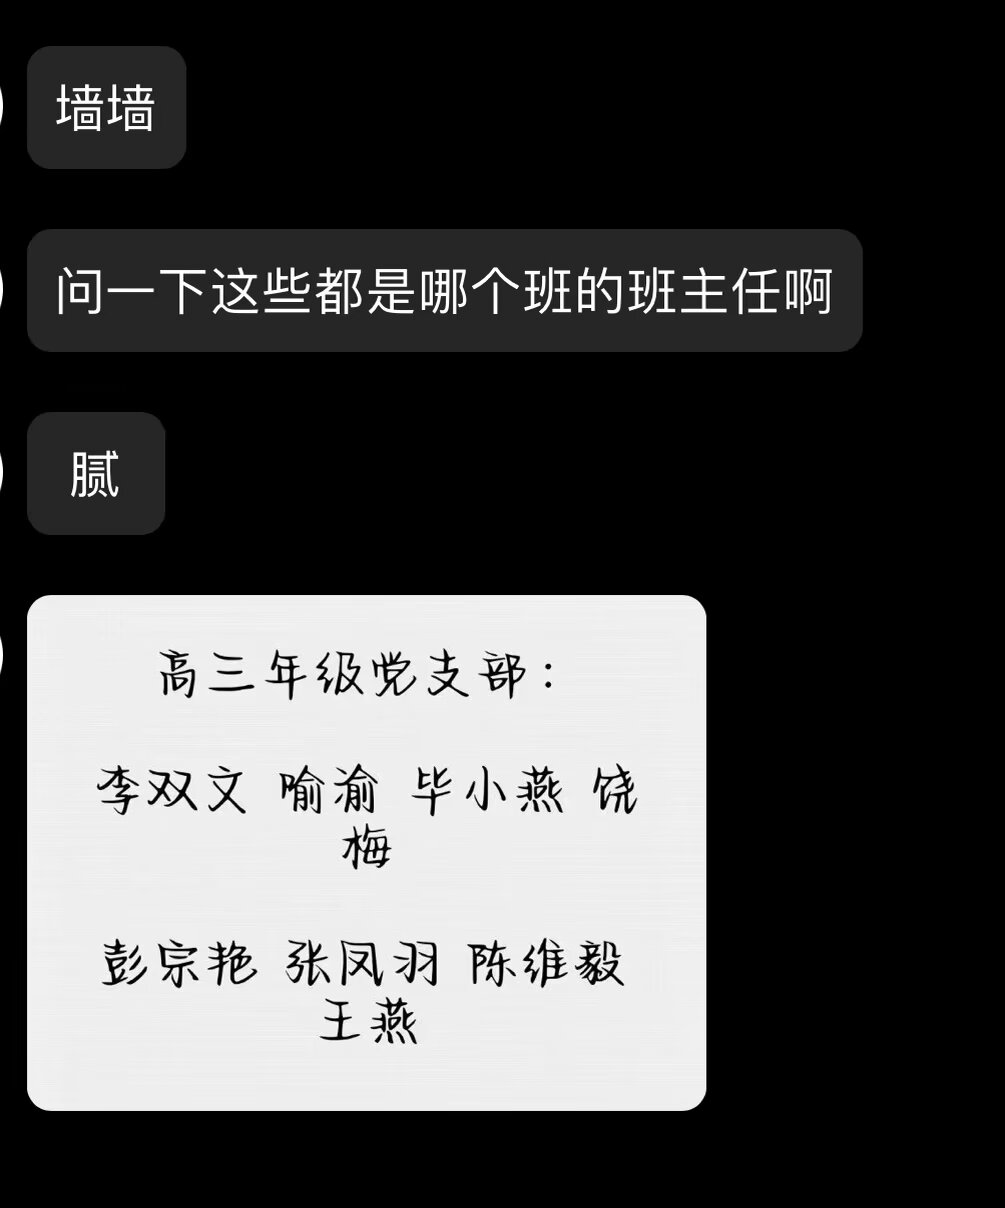 墙墙
问一下这些都是哪个班的班主任啊
腻
高三年级党支部：
李双文 喻渝 毕小燕 饶
梅
彭宗艳 张凤羽 陈维毅
王燕